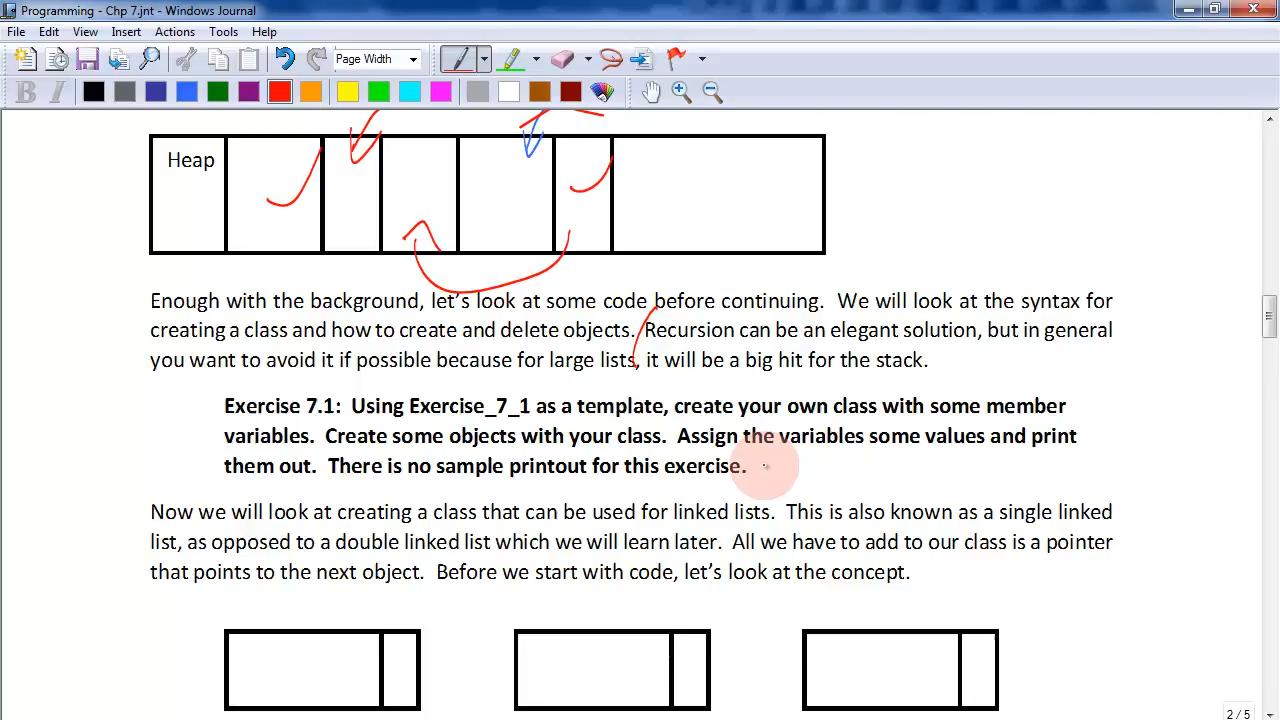 Programming - Chp 7.jnt - Windows Journal
File Edit View Insert Actions Tools Help
Page Width
B I
Heap
Enough with the background, let's look at some code before continuing. We will look at the syntax for
creating a class and how to create and delete objects. Recursion can be an elegant solution, but in general
you want to avoid it if possible because for large lists, it will be a big hit for the stack.
Exercise 7.1: Using Exercise_7_1 as a template, create your own class with some member
variables. Create some objects with your class. Assign the variables some values and print
them out. There is no sample printout for this exercise.
Now we will look at creating a class that can be used for linked lists. This is also known as a single linked
list, as opposed to a double linked list which we will learn later. All we have to add to our class is a pointer
that points to the next object. Before we start with code, let's look at the concept.
2 / 5